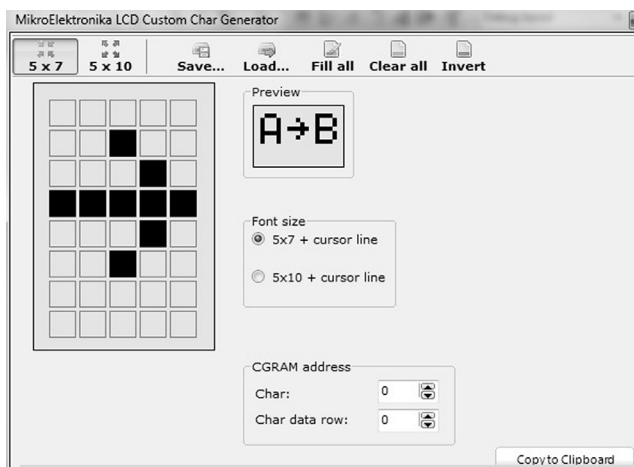 MikroElektronika LCD Custom Char Generator
5 x 7 5 x 10 Save... Load... Fill all Clear all Invert
Preview
A→B
Font size
5x7 + cursor line
5x10 + cursor line
CGRAM address
Char: 0
Char data row: 0
Copy to Clipboard